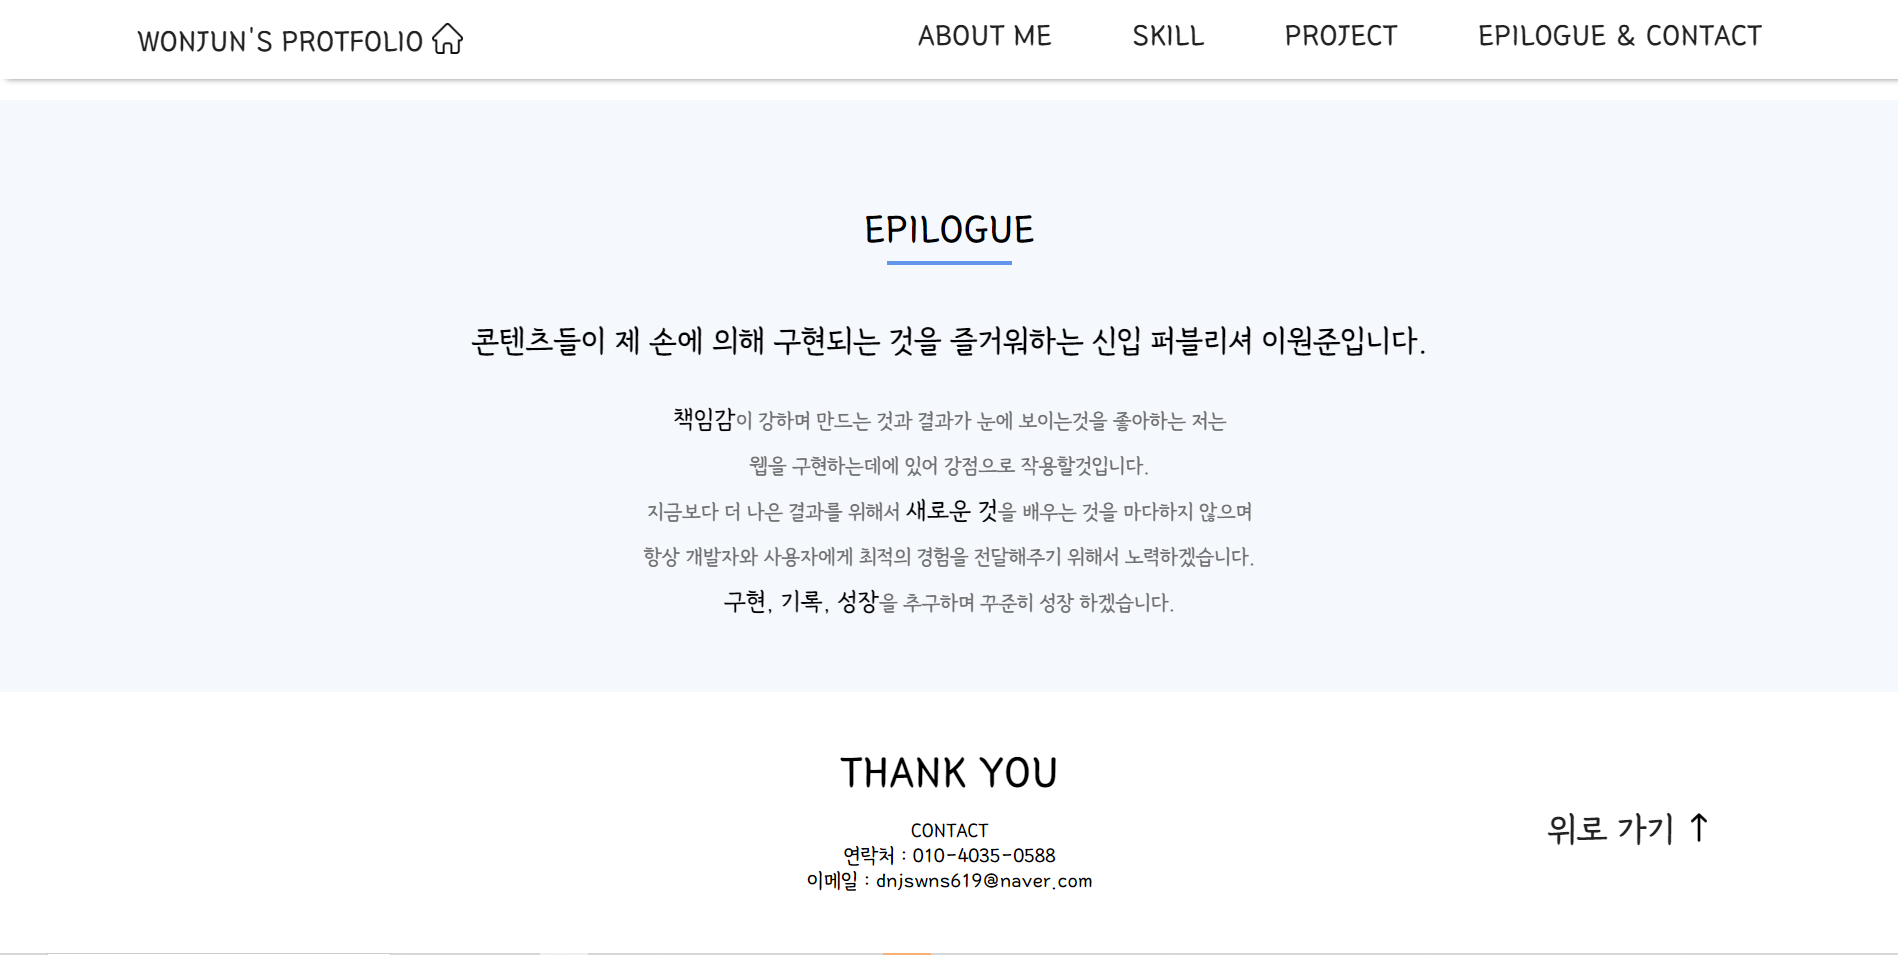 WONJUN'S PROTFOLIO
ABOUT ME
SKILL
PROJECT
EPILOGUE & CONTACT
EPILOGUE
콘텐츠들이 제 손에 의해 구현되는 것을 즐거워하는 신입 퍼블리셔 이원준입니다.
책임감이 강하며 만드는 것과 결과가 눈에 보이는것을 좋아하는 저는
웹을 구현하는데에 있어 강점으로 작용할것입니다.
지금보다 더 나은 결과를 위해서 새로운 것을 배우는 것을 마다하지 않으며
항상 개발자와 사용자에게 최적의 경험을 전달해주기 위해서 노력하겠습니다.
구현, 기록, 성장을 추구하며 꾸준히 성장 하겠습니다.
THANK YOU
CONTACT
연락처 : 010-4035-0588
이메일 : dnjswns619@naver.com
위로 가기 ↑